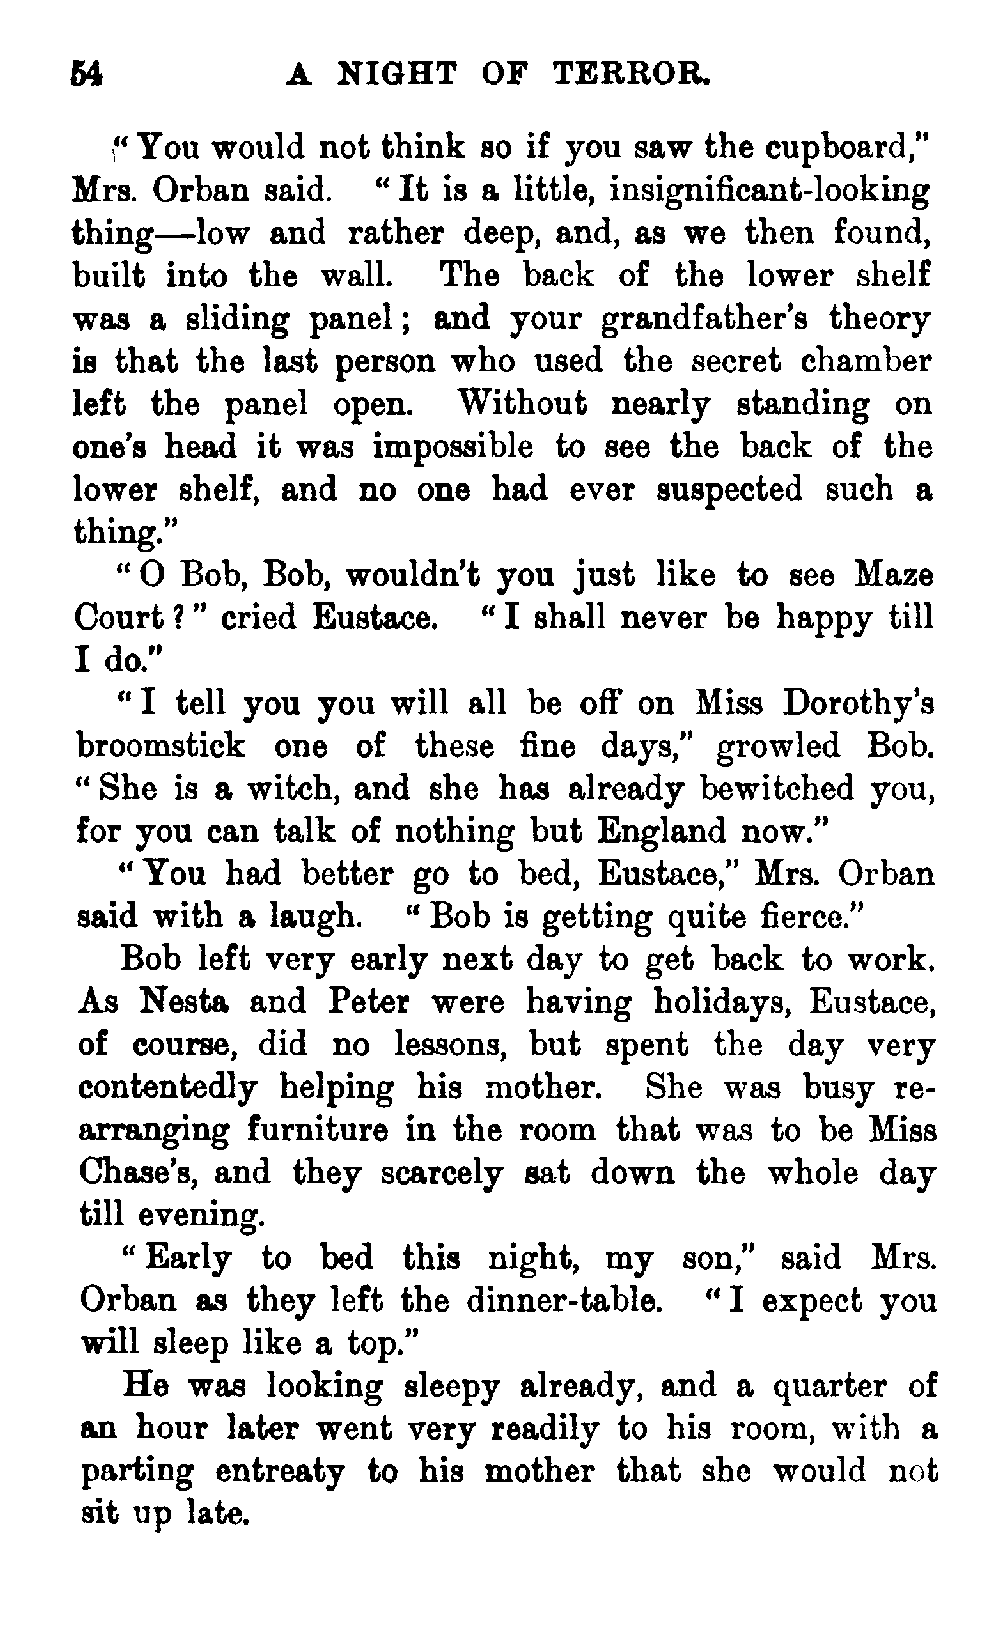 54 A NIGHT OF TERROR.
“You would not think so if you saw the cupboard,”
Mrs. Orban said. “It is a little, insignificant-looking
thing—low and rather deep, and, as we then found,
built into the wall. The back of the lower shelf
was a sliding panel; and your grandfather’s theory
is that the last person who used the secret chamber
left the panel open. Without nearly standing on
one’s head it was impossible to see the back of the
lower shelf, and no one had ever suspected such a
thing.”
“O Bob, Bob, wouldn’t you just like to see Maze
Court?” cried Eustace. “I shall never be happy till
I do.”
“I tell you you will all be off on Miss Dorothy’s
broomstick one of these fine days,” growled Bob.
“She is a witch, and she has already bewitched you,
for you can talk of nothing but England now.”
“You had better go to bed, Eustace,” Mrs. Orban
said with a laugh. “Bob is getting quite fierce.”
Bob left very early next day to get back to work.
As Nesta and Peter were having holidays, Eustace,
of course, did no lessons, but spent the day very
contentedly helping his mother. She was busy re-
arranging furniture in the room that was to be Miss
Chase’s, and they scarcely sat down the whole day
till evening.
“Early to bed this night, my son,” said Mrs.
Orban as they left the dinner-table. “I expect you
will sleep like a top.”
He was looking sleepy already, and a quarter of
an hour later went very readily to his room, with a
parting entreaty to his mother that she would not
sit up late.